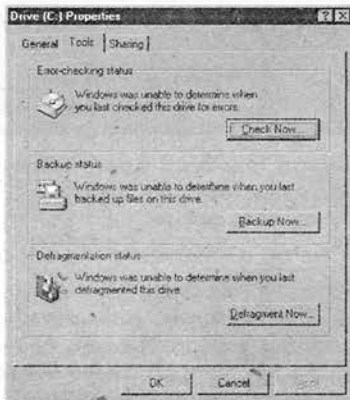 Drive (C:) Properties
General Tools Sharing
Error-checking status
Windows was unable to determine when
you last checked this drive for errors.
Check Now...
Backup status
Windows was unable to determine when you last
backed up files on this drive.
Backup Now...
Defragmentation status
Windows was unable to determine when you last
defragmented this drive.
Defragment Now...
OK Cancel